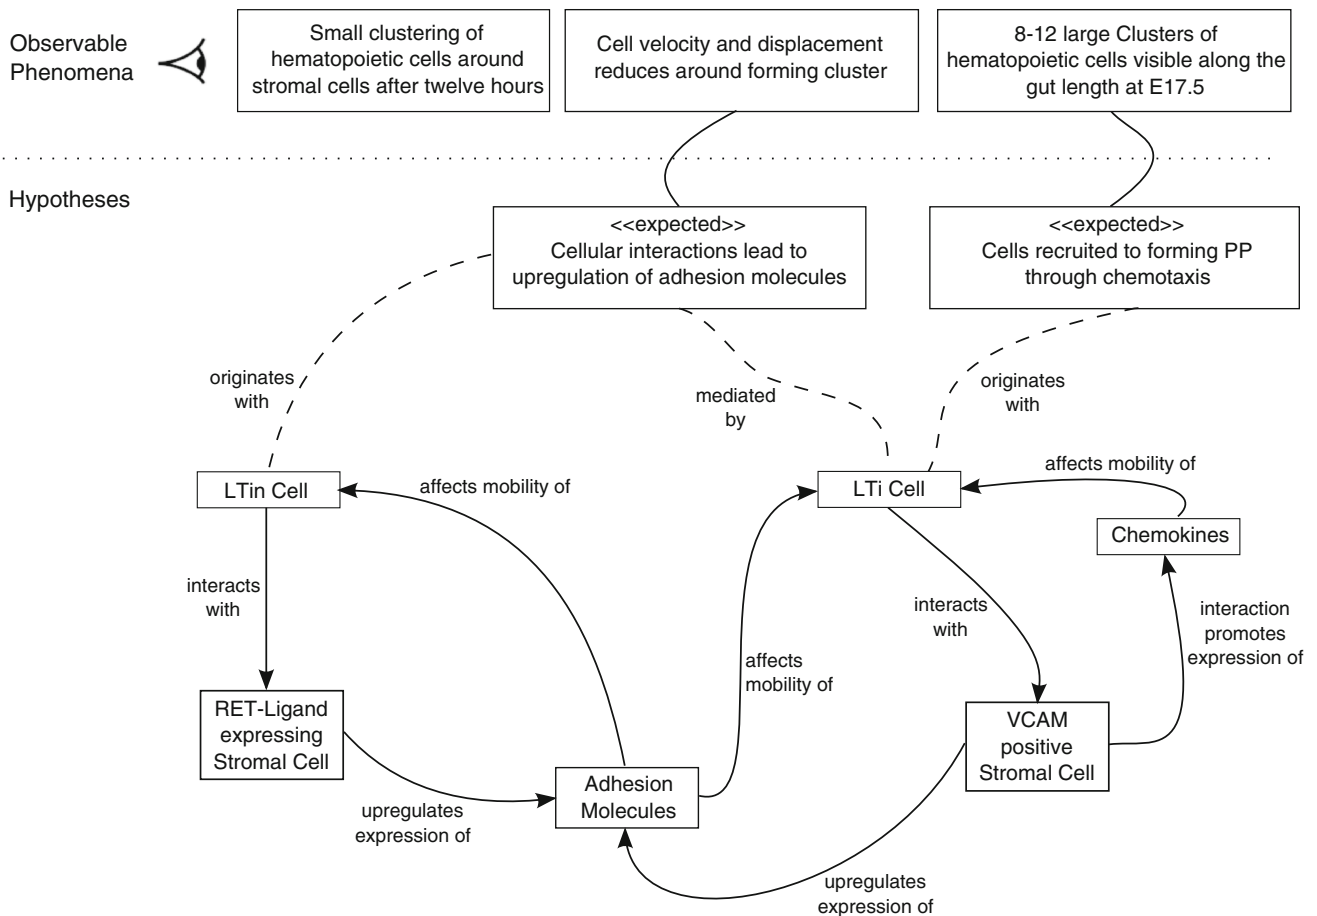 Observable
Phenomena
Small clustering of
hematopoietic cells around
stromal cells after twelve hours
Cell velocity and displacement
reduces around forming cluster
8-12 large Clusters of
hematopoietic cells visible along the
gut length at E17.5
Hypotheses
<<expected>>
Cellular interactions lead to
upregulation of adhesion molecules
<<expected>>
Cells recruited to forming PP
through chemotaxis
originates
with
mediated
by
originates
with
LTin Cell
affects mobility of
LTi Cell
affects mobility of
Chemokines
interacts
with
interacts
with
interaction
promotes
expression of
affects
mobility of
RET-Ligand
expressing
Stromal Cell
VCAM
positive
Stromal Cell
Adhesion
Molecules
upregulates
expression of
upregulates
expression of